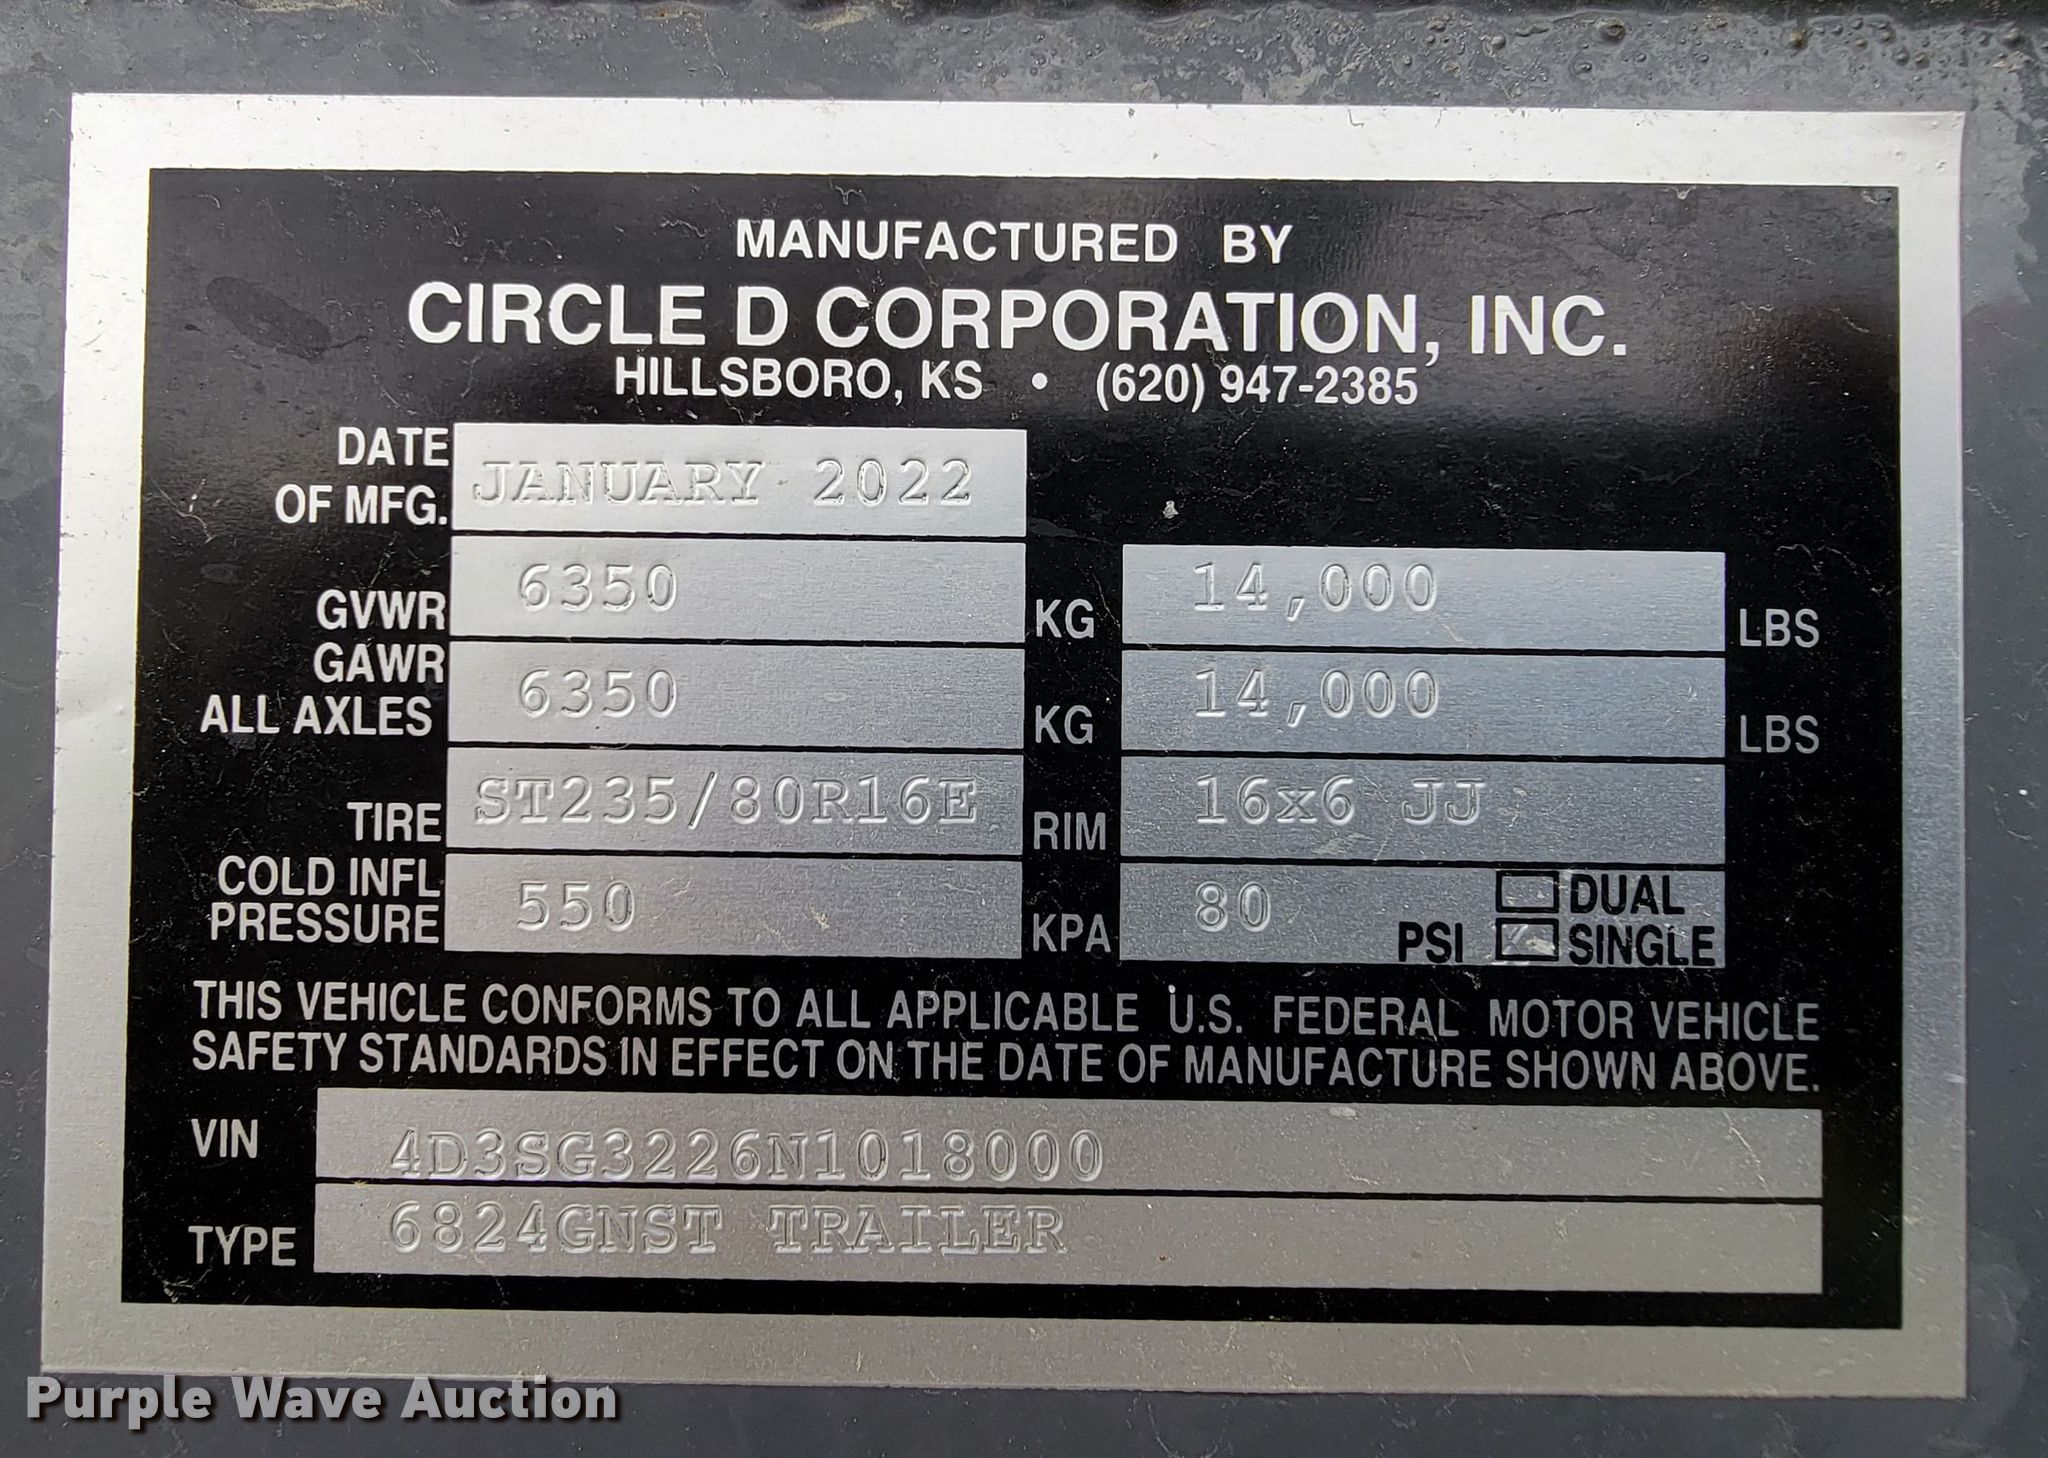 MANUFACTURED BY
CIRCLE D CORPORATION, INC.
HILLSBORO, KS • (620) 947-2385
DATE OF MFG. JANUARY 2022
GVWR 6350 KG 14,000 LBS
GAWR ALL AXLES 6350 KG 14,000 LBS
TIRE ST235/80R16E RIM 16x6 JJ
COLD INFL PRESSURE 550 KPA 80 PSI DUAL SINGLE
THIS VEHICLE CONFORMS TO ALL APPLICABLE U.S. FEDERAL MOTOR VEHICLE
SAFETY STANDARDS IN EFFECT ON THE DATE OF MANUFACTURE SHOWN ABOVE.
VIN 4D3SG3226N1018000
TYPE 6824GNST TRAILER
Purple Wave Auction